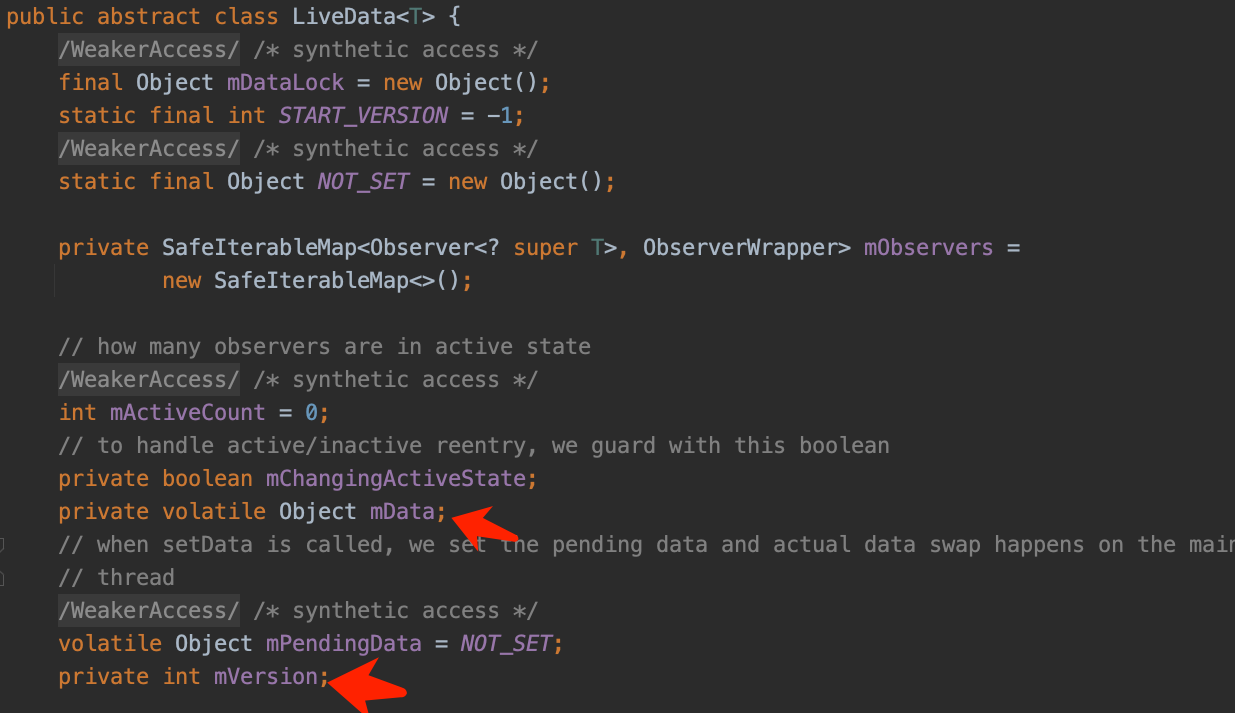 public abstract class LiveData<T> {
/WeakerAccess/ /* synthetic access */
final Object mDataLock = new Object();
static final int START_VERSION = -1;
/WeakerAccess/ /* synthetic access */
static final Object NOT_SET = new Object();
private SafeIterableMap<Observer<? super T>, ObserverWrapper> mObservers =
new SafeIterableMap<>();
// how many observers are in active state
/WeakerAccess/ /* synthetic access */
int mActiveCount = 0;
// to handle active/inactive reentry, we guard with this boolean
private boolean mChangingActiveState;
private volatile Object mData;
// when setData is called, we set the pending data and actual data swap happens on the main
// thread
/WeakerAccess/ /* synthetic access */
volatile Object mPendingData = NOT_SET;
private int mVersion;